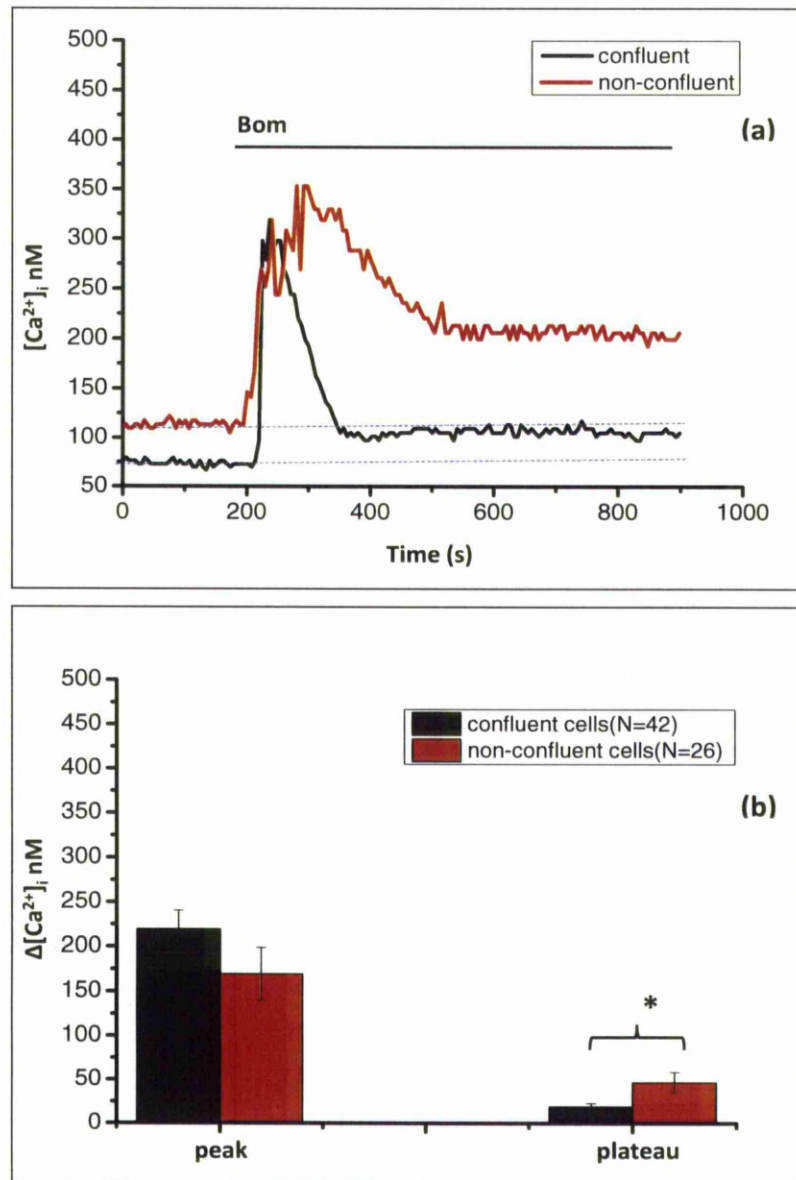 500
450
400
350
300
250
200
150
100
50
[Ca²⁺]ᵢ nM
confluent
non-confluent
(a)
Bom
0
200
400
600
800
1000
Time (s)
500
450
400
350
300
250
200
150
100
50
0
Δ[Ca²⁺]ᵢ nM
confluent cells(N=42)
non-confluent cells(N=26)
(b)
*
peak
plateau